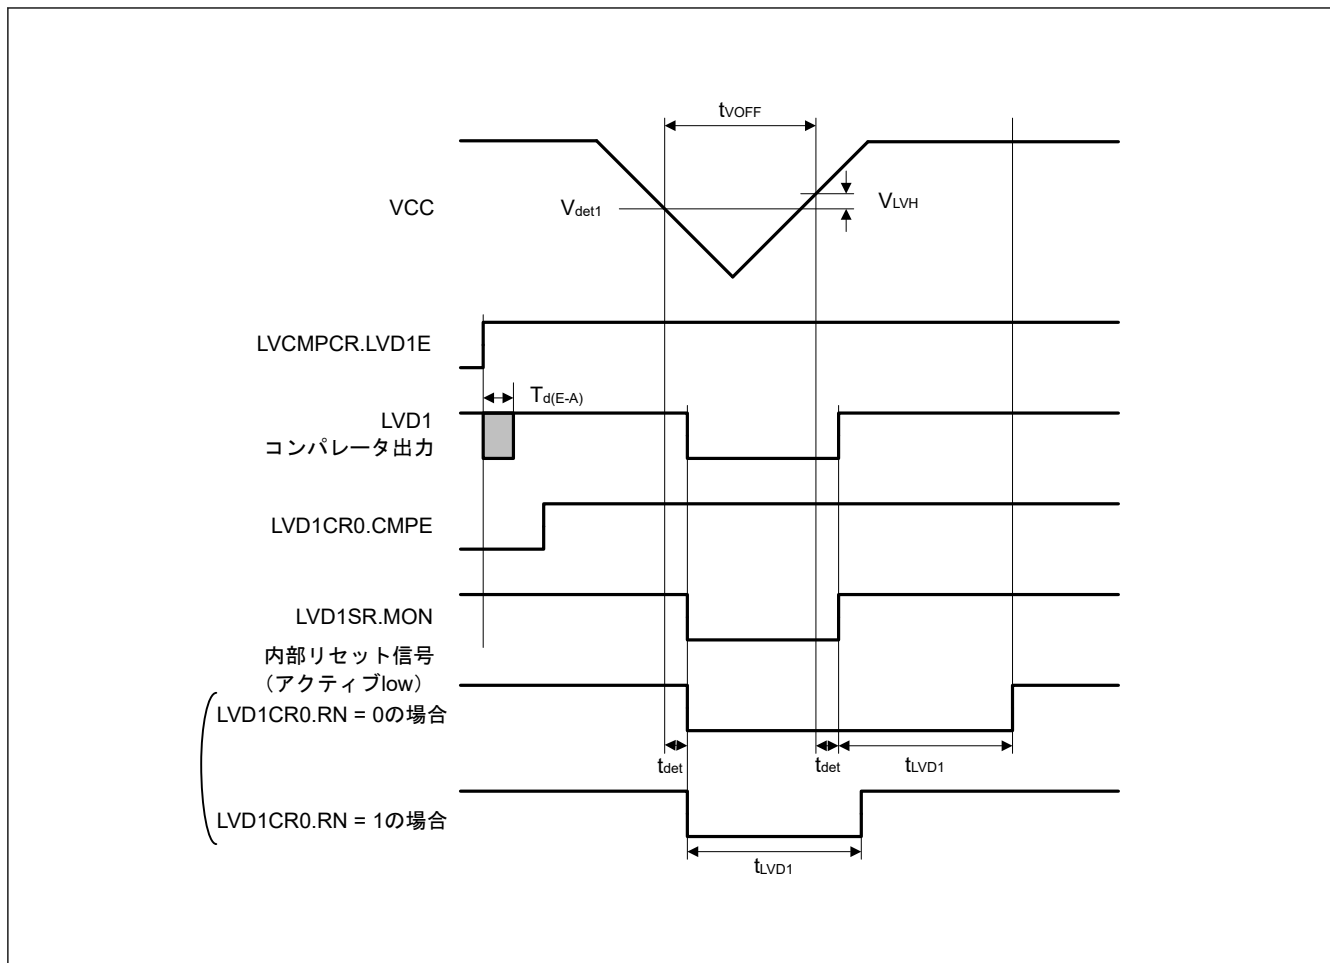 tVOFF
VCC
Vdet1
VLVH
LVCMPCR.LVD1E
Td(E-A)
LVD1
コンパレータ出力
LVD1CR0.CMPE
LVD1SR.MON
内部リセット信号
（アクティブlow）
LVD1CR0.RN = 0の場合
tdet
tdet
tLVD1
LVD1CR0.RN = 1の場合
tLVD1